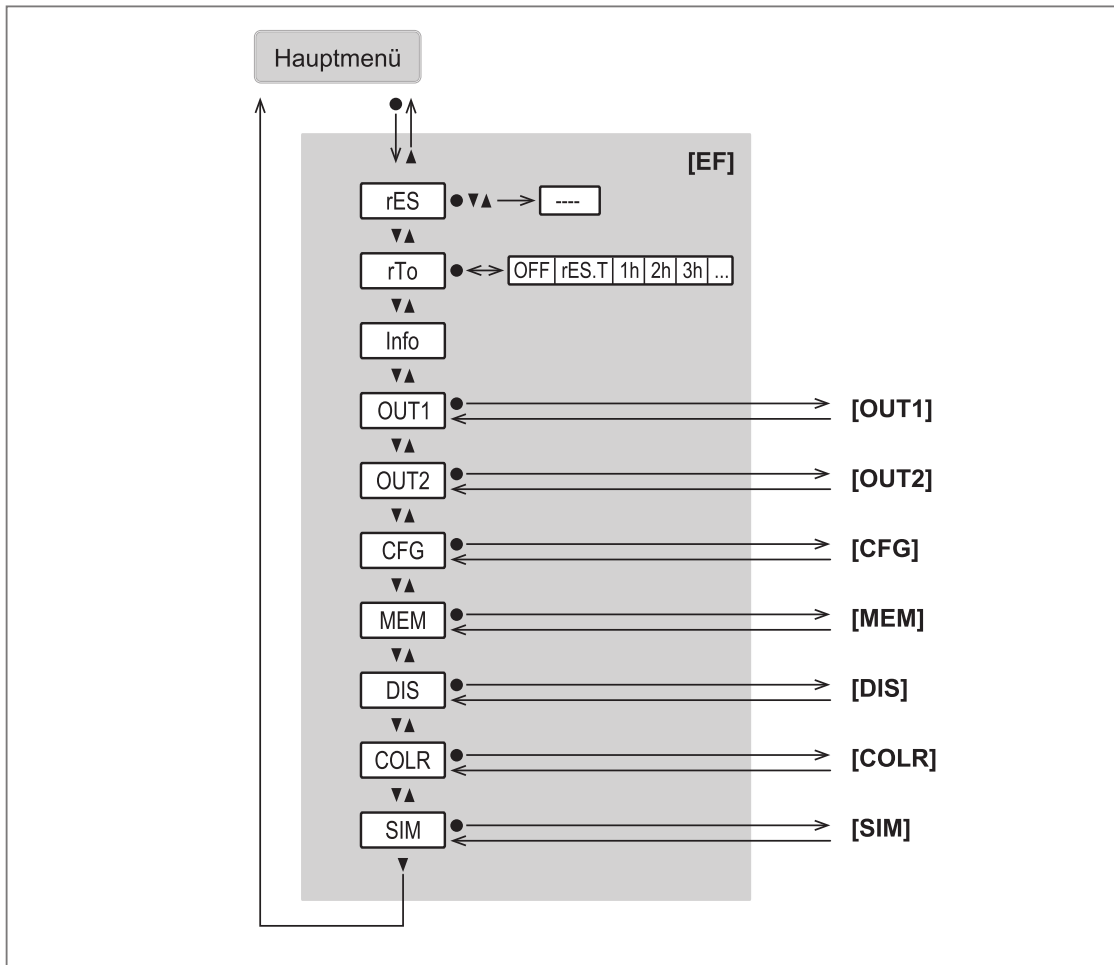 Hauptmenü
[EF]
rES ----
rTo OFF rES.T 1h 2h 3h ...
Info
OUT1 [OUT1]
OUT2 [OUT2]
CFG [CFG]
MEM [MEM]
DIS [DIS]
COLR [COLR]
SIM [SIM]